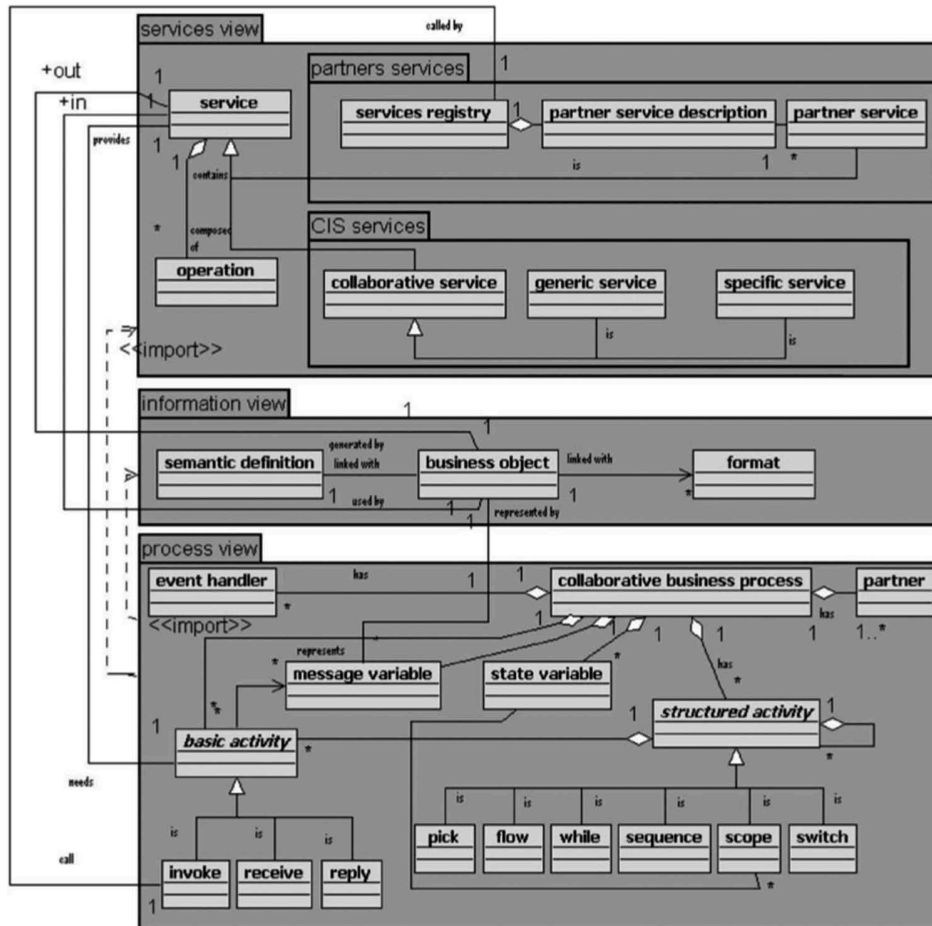 called by
services view
1
partners services
+out
1
+in
1
service
services registry
1
partner service description
partner service
provides
1
1
contains
is
1
*
*
composed
of
CIS services
operation
collaborative service
generic service
specific service
is
is
<<import>>
information view
1
1
generated by
semantic definition
linked with
business object
linked with
format
1
used by
1
1
represented by
1
*
process view
event handler
has
1
1
collaborative business process
partner
*
has
<<import>>
1
1
1
1
1
1..*
represents
*
message variable
state variable
*
has
*
*
*
1
structured activity
1
1
basic activity
*
*
needs
is
is
is
is
is
is
pick
flow
while
sequence
scope
switch
is
is
is
call
invoke
receive
reply
*
1